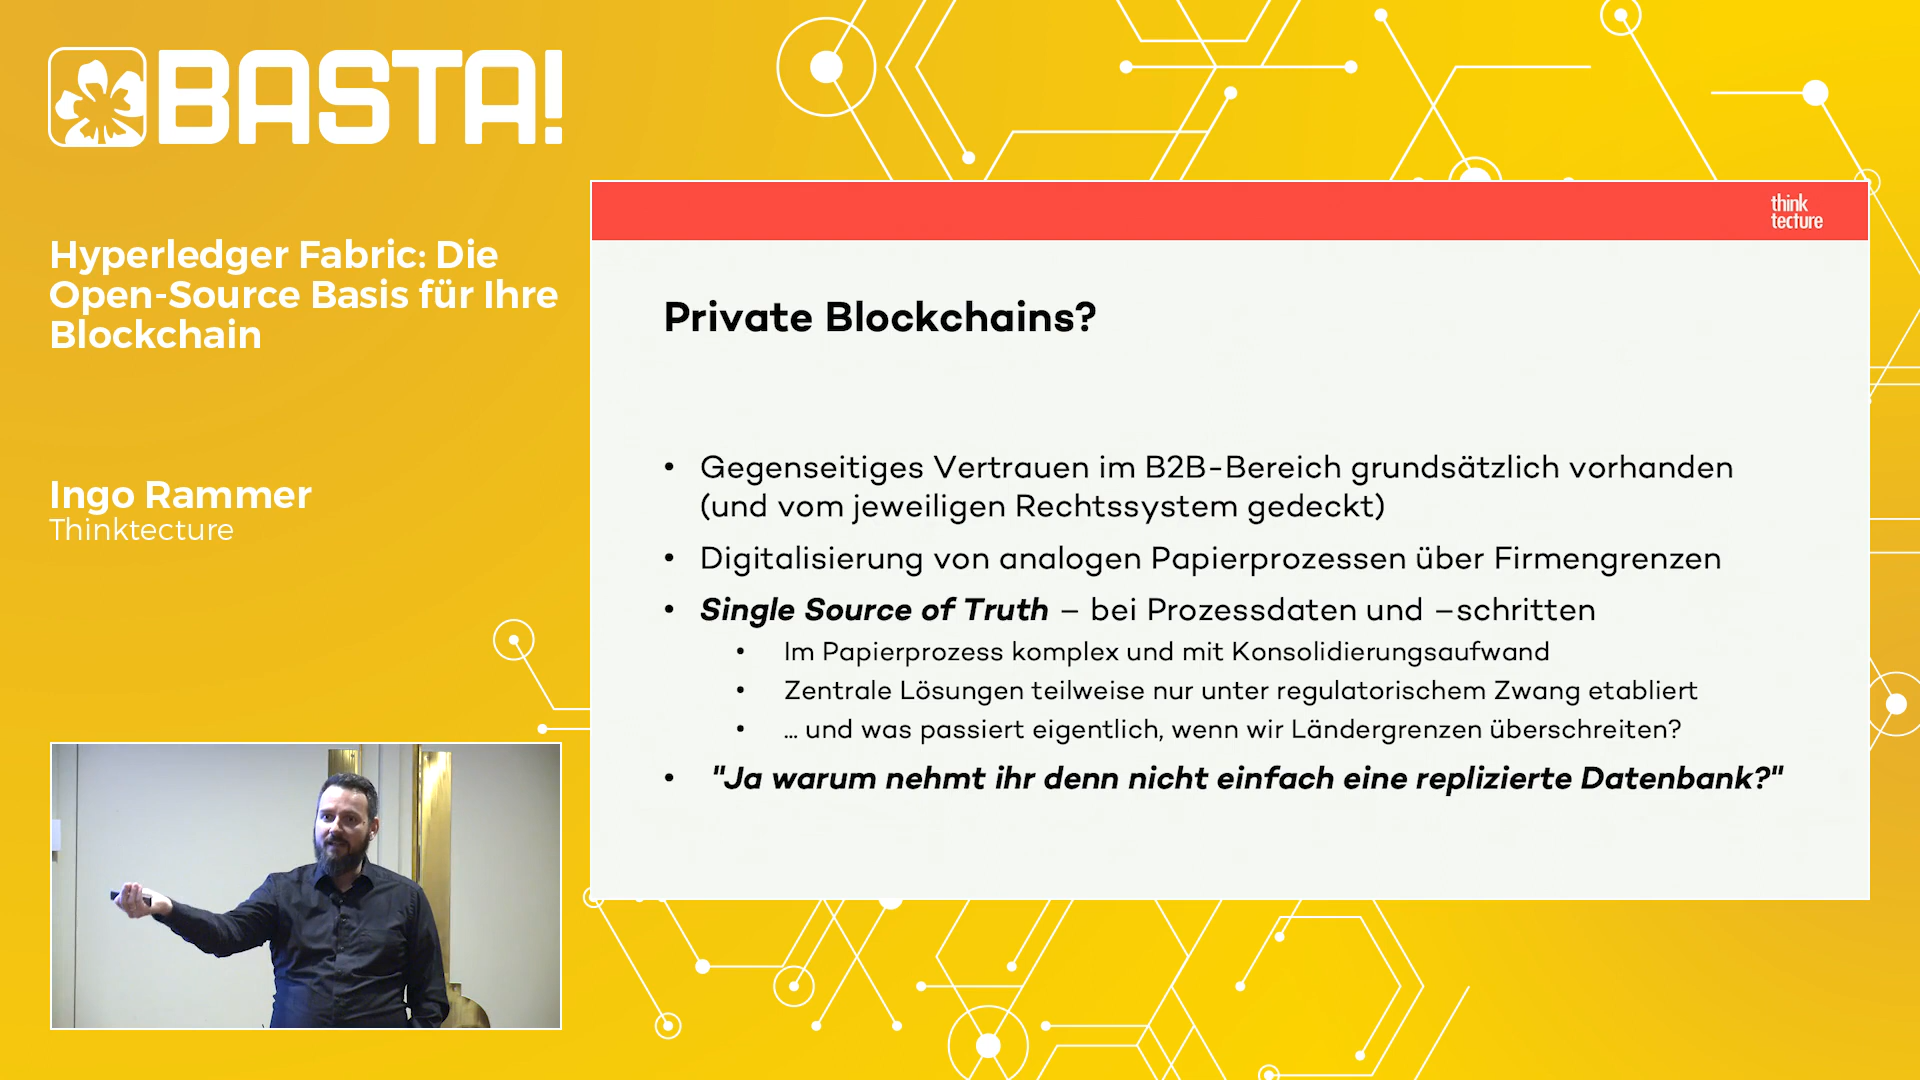 BASTA!
Hyperledger Fabric: Die
Open-Source Basis für Ihre
Blockchain
Ingo Rammer
Thinktecture
think
tecture
Private Blockchains?
• Gegenseitiges Vertrauen im B2B-Bereich grundsätzlich vorhanden
(und vom jeweiligen Rechtssystem gedeckt)
• Digitalisierung von analogen Papierprozessen über Firmengrenzen
• Single Source of Truth – bei Prozessdaten und –schritten
• Im Papierprozess komplex und mit Konsolidierungsaufwand
• Zentrale Lösungen teilweise nur unter regulatorischem Zwang etabliert
• … und was passiert eigentlich, wenn wir Ländergrenzen überschreiten?
• "Ja warum nehmt ihr denn nicht einfach eine replizierte Datenbank?"